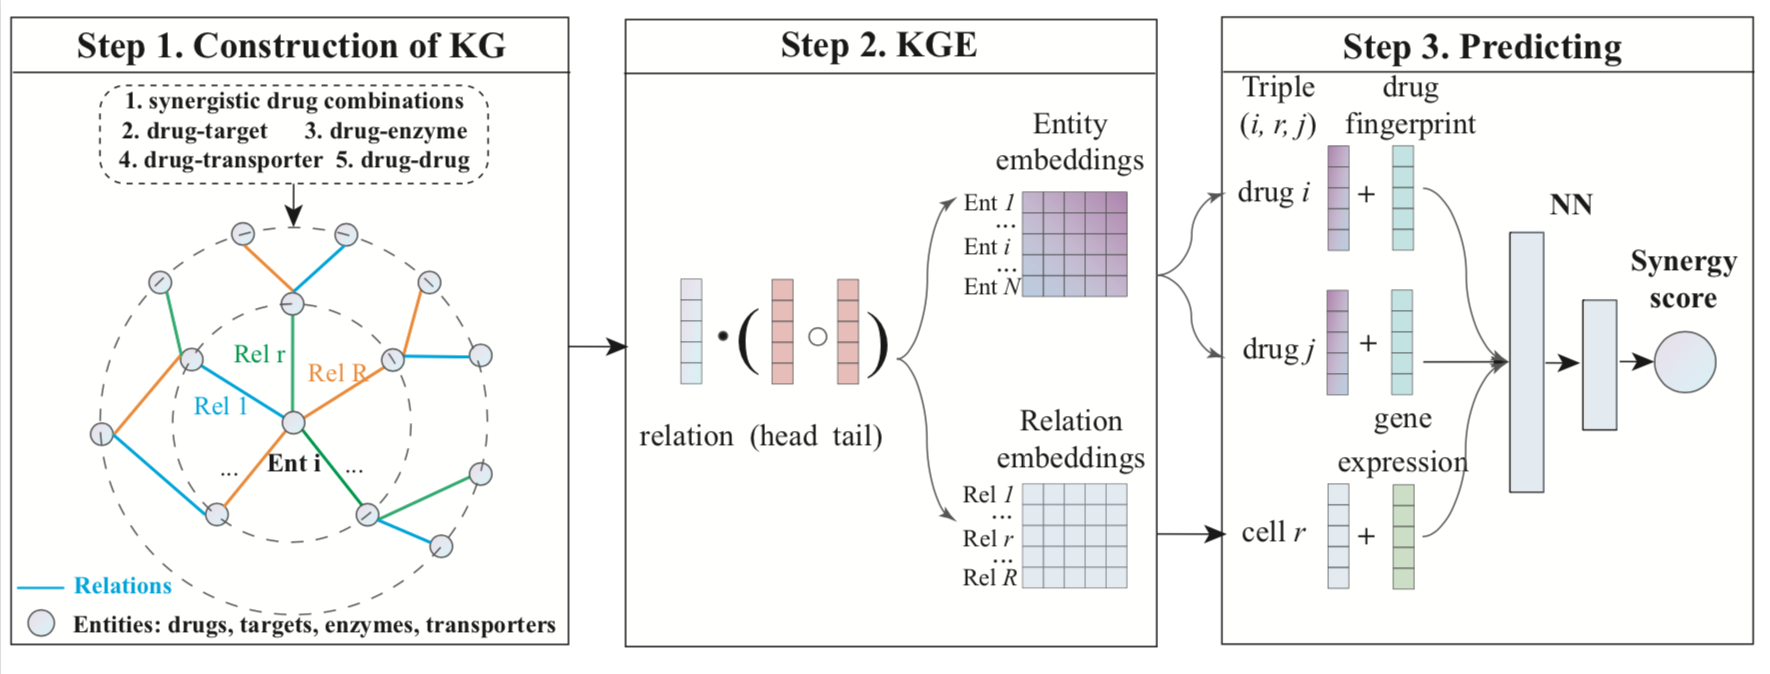 Step 1. Construction of KG
1. synergistic drug combinations
2. drug-target 3. drug-enzyme
4. drug-transporter 5. drug-drug
Rel r
Rel R
Rel 1
...
Ent i
...
Relations
Entities: drugs, targets, enzymes, transporters
Step 2. KGE
Entity
embeddings
Ent 1
...
Ent i
...
Ent N
relation (head tail)
Relation
embeddings
Rel 1
...
Rel r
...
Rel R
Step 3. Predicting
Triple
(i, r, j)
drug
fingerprint
drug i
+
drug j
+
gene
expression
cell r
+
NN
Synergy
score